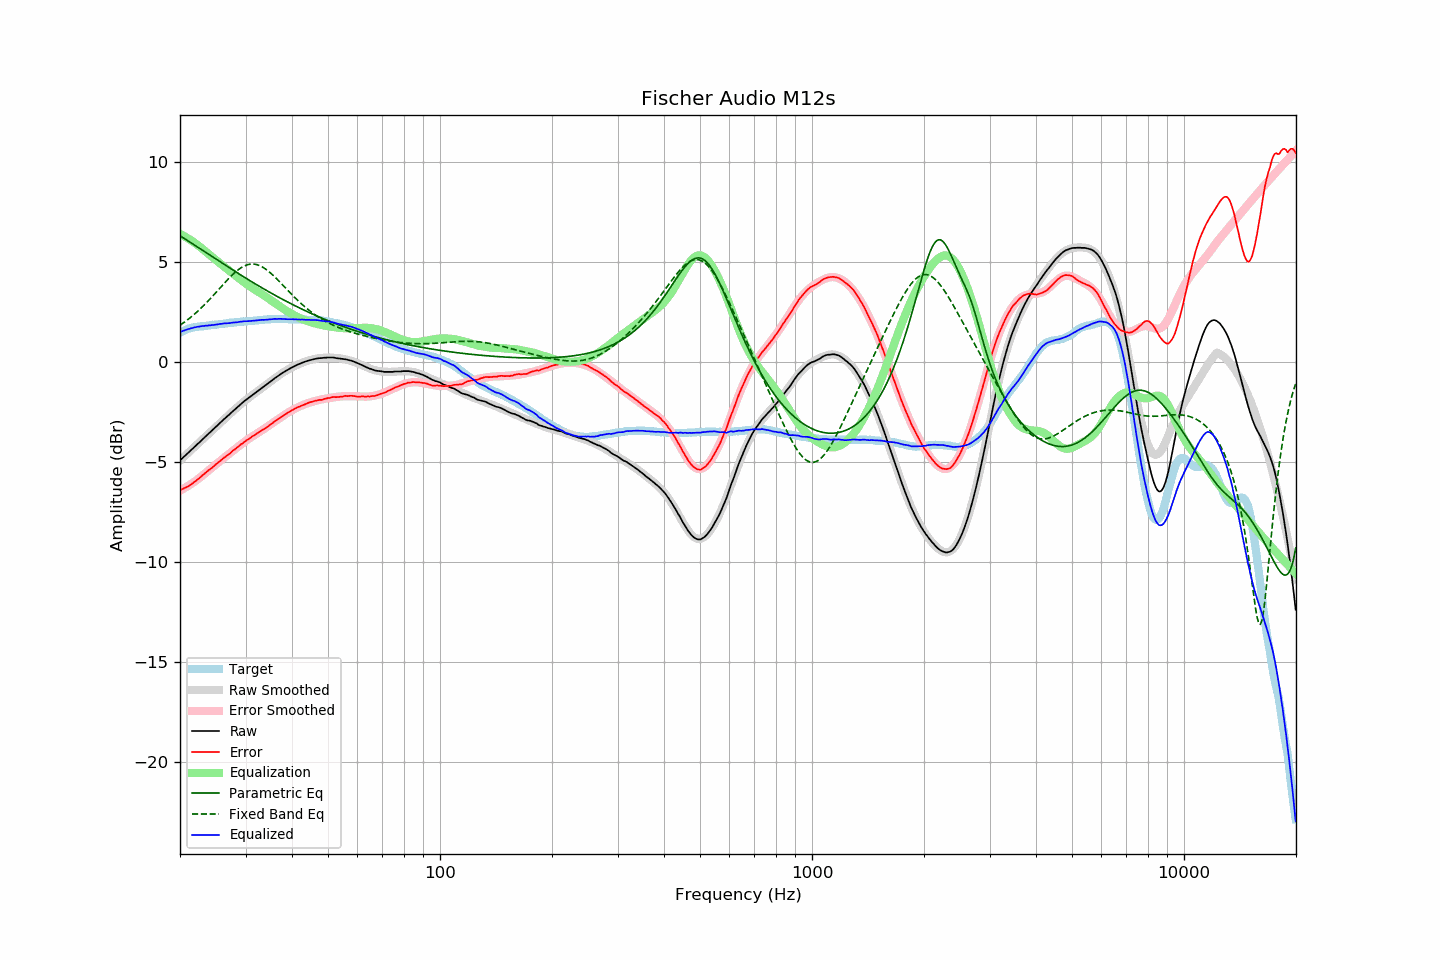 Fischer Audio M12s
10
5
0
−5
−10
−15
−20
Amplitude (dBr)
Target
Raw Smoothed
Error Smoothed
Raw
Error
Equalization
Parametric Eq
Fixed Band Eq
Equalized
100
1000
10000
Frequency (Hz)